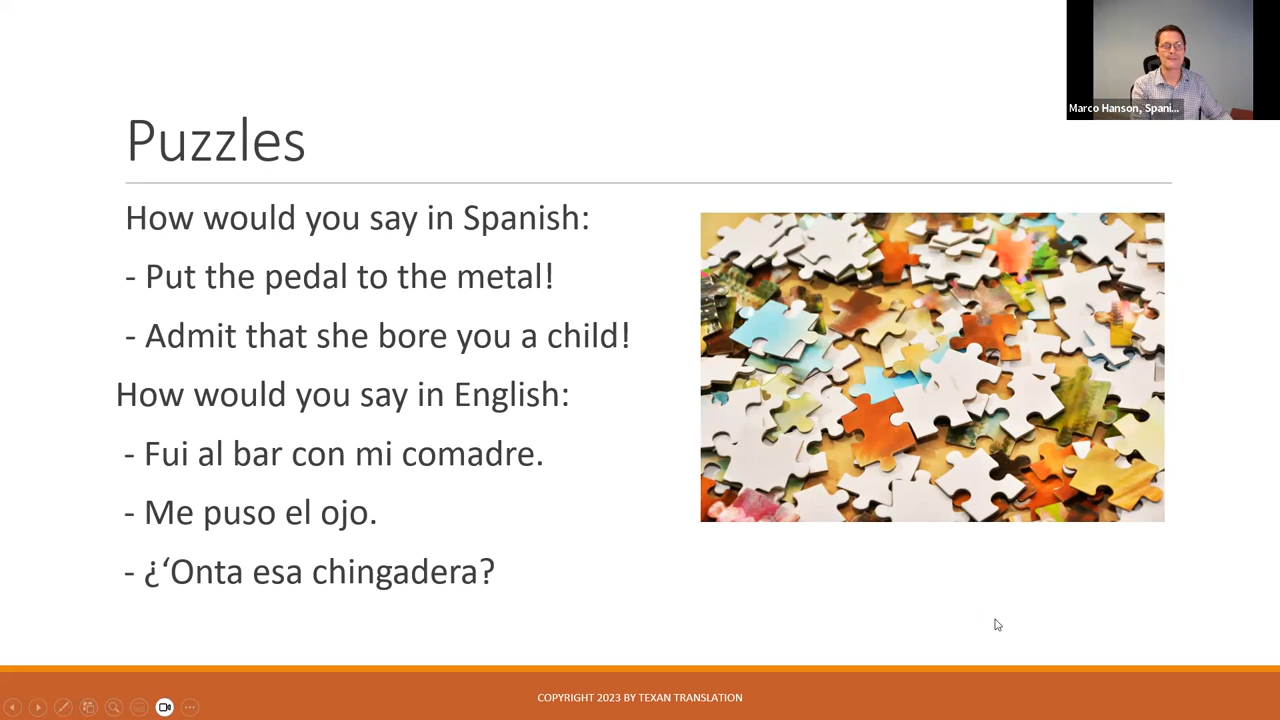 Marco Hanson, Spani...
Puzzles
How would you say in Spanish:
- Put the pedal to the metal!
- Admit that she bore you a child!
How would you say in English:
- Fui al bar con mi comadre.
- Me puso el ojo.
- ¿‘Onta esa chingadera?
COPYRIGHT 2023 BY TEXAN TRANSLATION